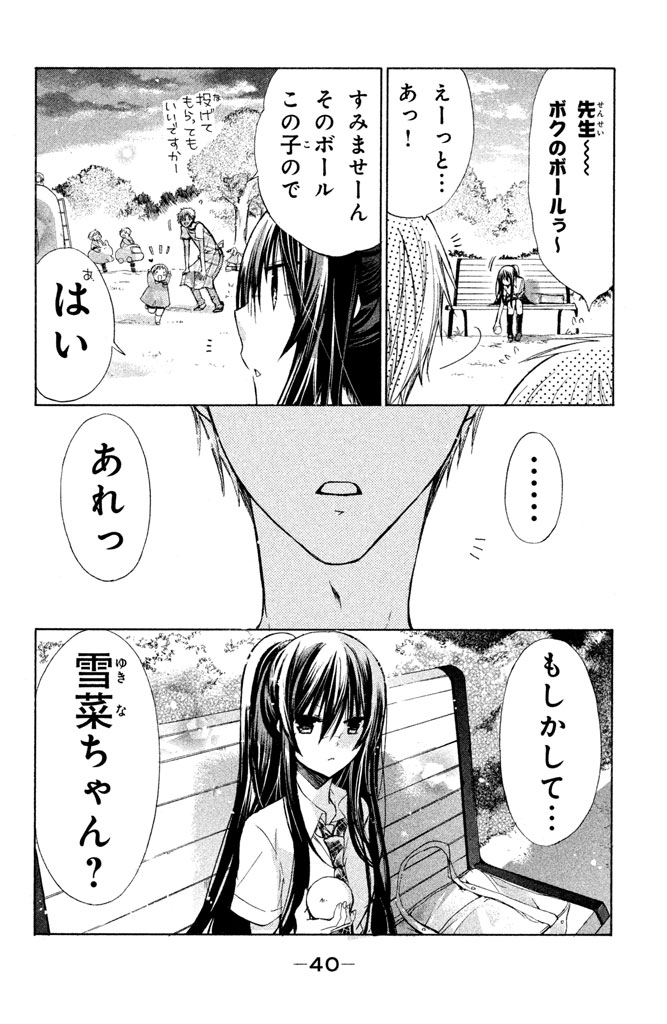 先生〜〜
ボクのボールぅ〜
えーっと…
あっ！
すみませーん
そのボール
この子ので
投げて
もらっても
いいですかー
あ
はい
……
あれっ
もしかして…
雪菜ちゃん？
—40—